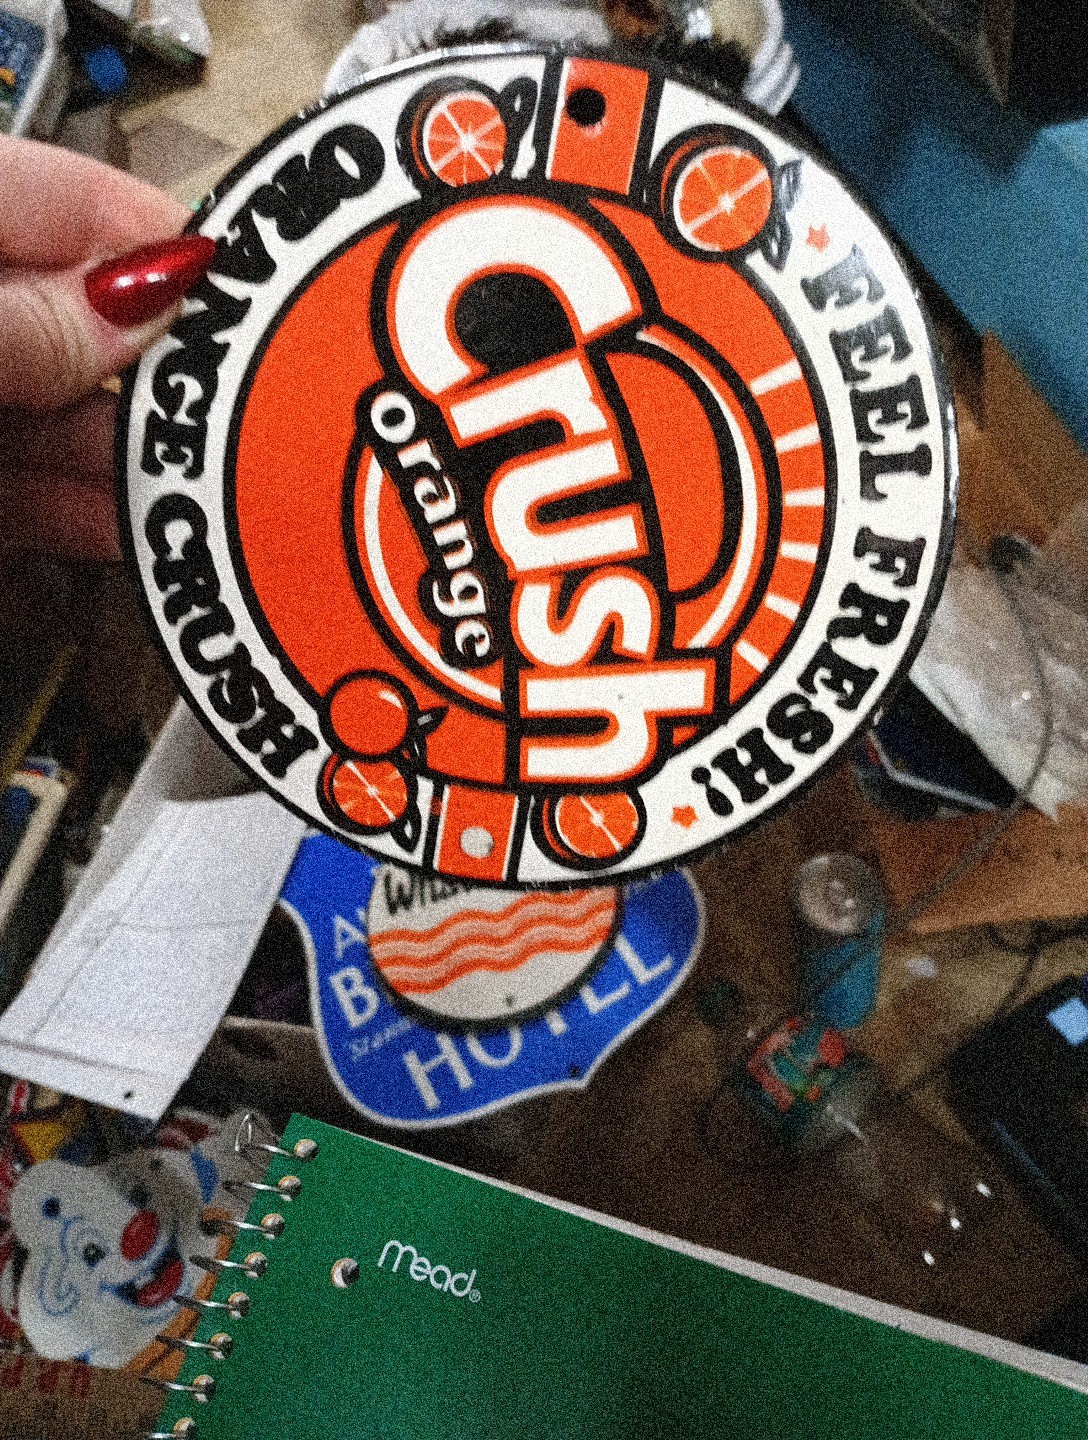 ORANGE CRUSH
FEEL FRESH!
Crush
orange
B
HOTEL
mead®